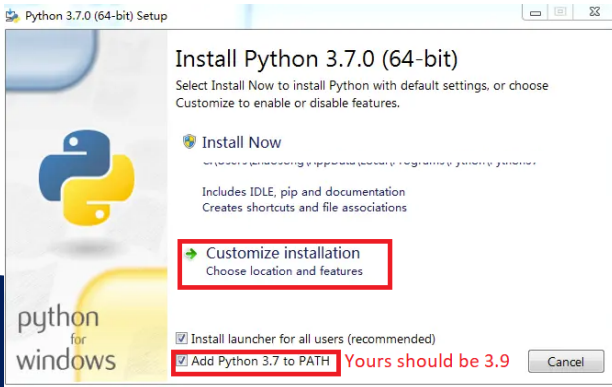 Python 3.7.0 (64-bit) Setup
Install Python 3.7.0 (64-bit)
Select Install Now to install Python with default settings, or choose
Customize to enable or disable features.
Install Now
Includes IDLE, pip and documentation
Creates shortcuts and file associations
Customize installation
Choose location and features
python
for
windows
Install launcher for all users (recommended)
Add Python 3.7 to PATH Yours should be 3.9
Cancel